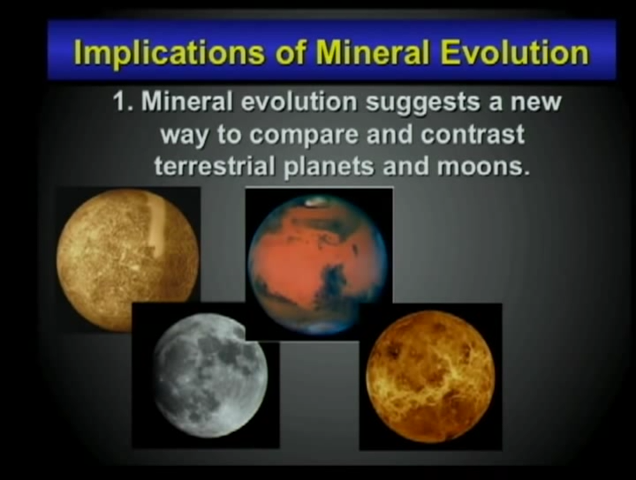 Implications of Mineral Evolution
1. Mineral evolution suggests a new
way to compare and contrast
terrestrial planets and moons.